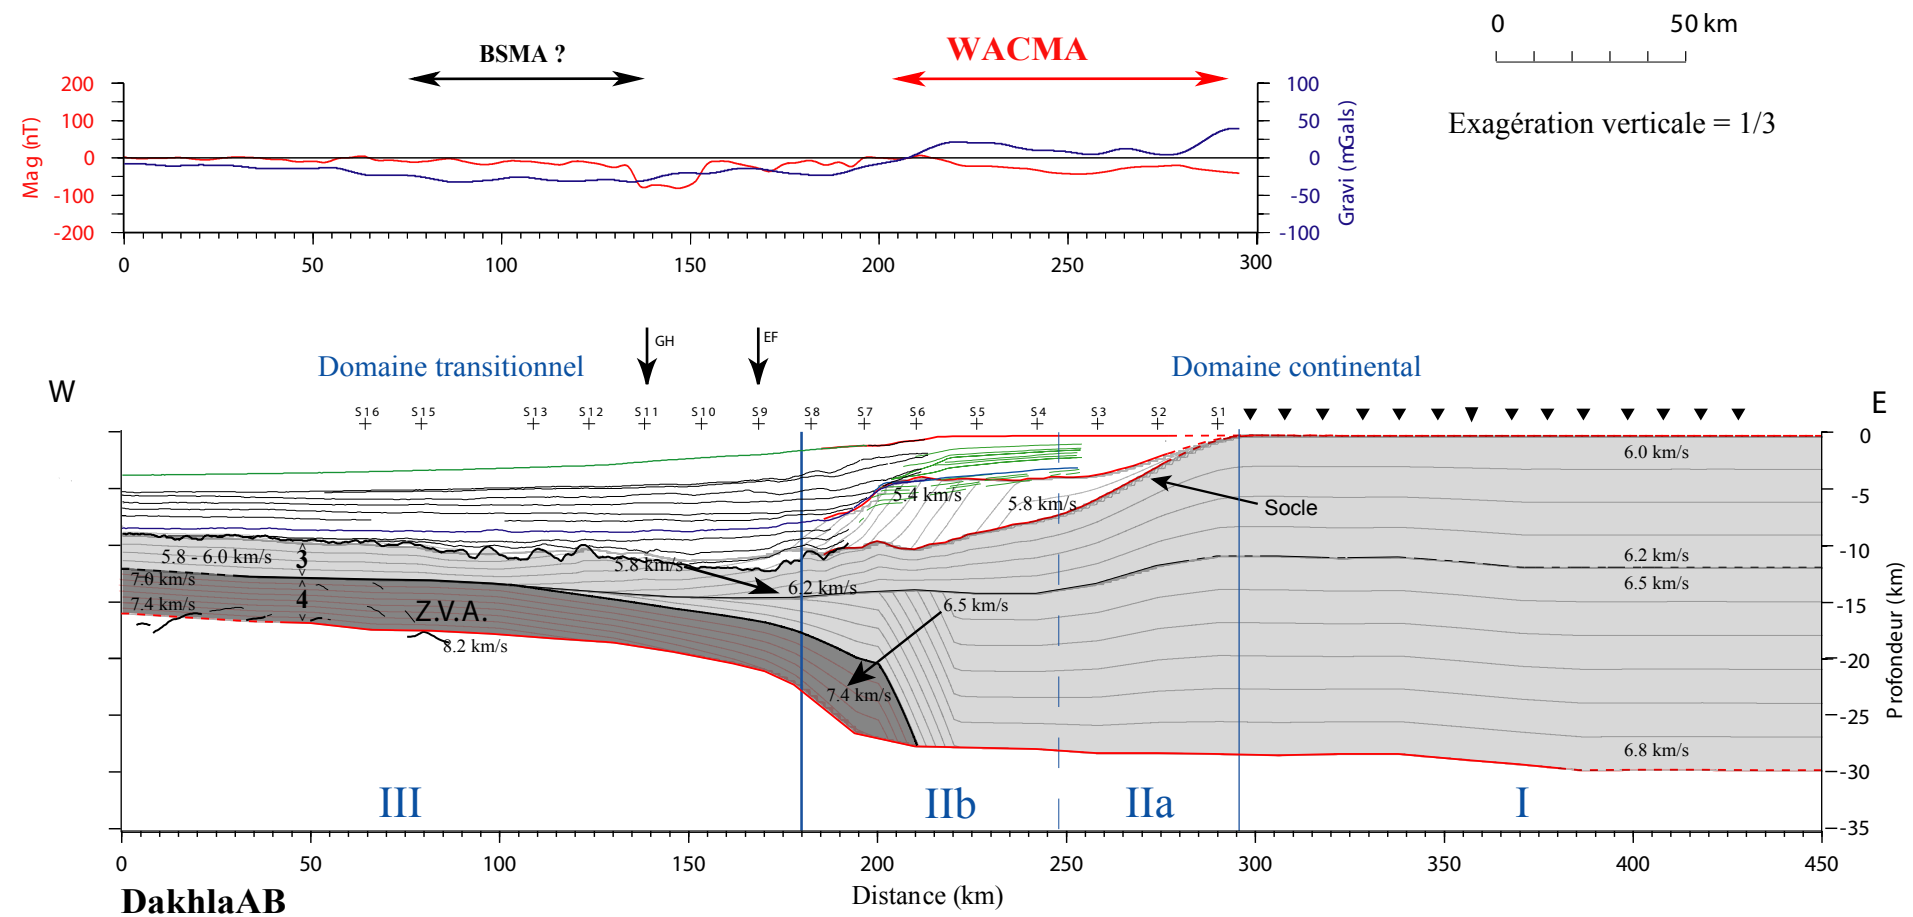 0 50 km
BSMA ?
WACMA
Exagération verticale = 1/3
Mag (nT)
200
100
0
-100
-200
100
50
0
-50
-100
Gravi (mGals)
0 50 100 150 200 250 300
GH
EF
Domaine transitionnel
Domaine continental
W
E
S16 S15 S13 S12 S11 S10 S9 S8 S7 S6 S5 S4 S3 S2 S1
0
-5
-10
-15
-20
-25
-30
-35
Profondeur (km)
6.0 km/s
5.4 km/s
5.8 km/s
Socle
5.8 - 6.0 km/s
3
5.8 km/s
6.2 km/s
6.2 km/s
7.0 km/s
6.5 km/s
7.4 km/s
4
Z.V.A.
6.5 km/s
8.2 km/s
7.4 km/s
6.8 km/s
III
IIb
IIa
I
0 50 100 150 200 250 300 350 400 450
Distance (km)
DakhlaAB